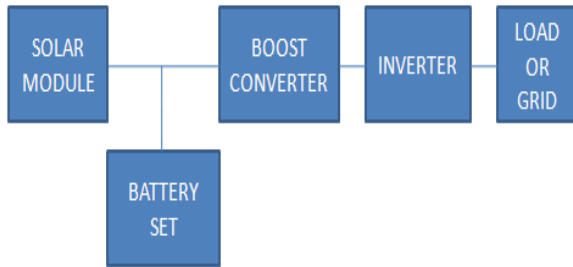 SOLAR
MODULE
BOOST
CONVERTER
INVERTER
LOAD
OR
GRID
BATTERY
SET